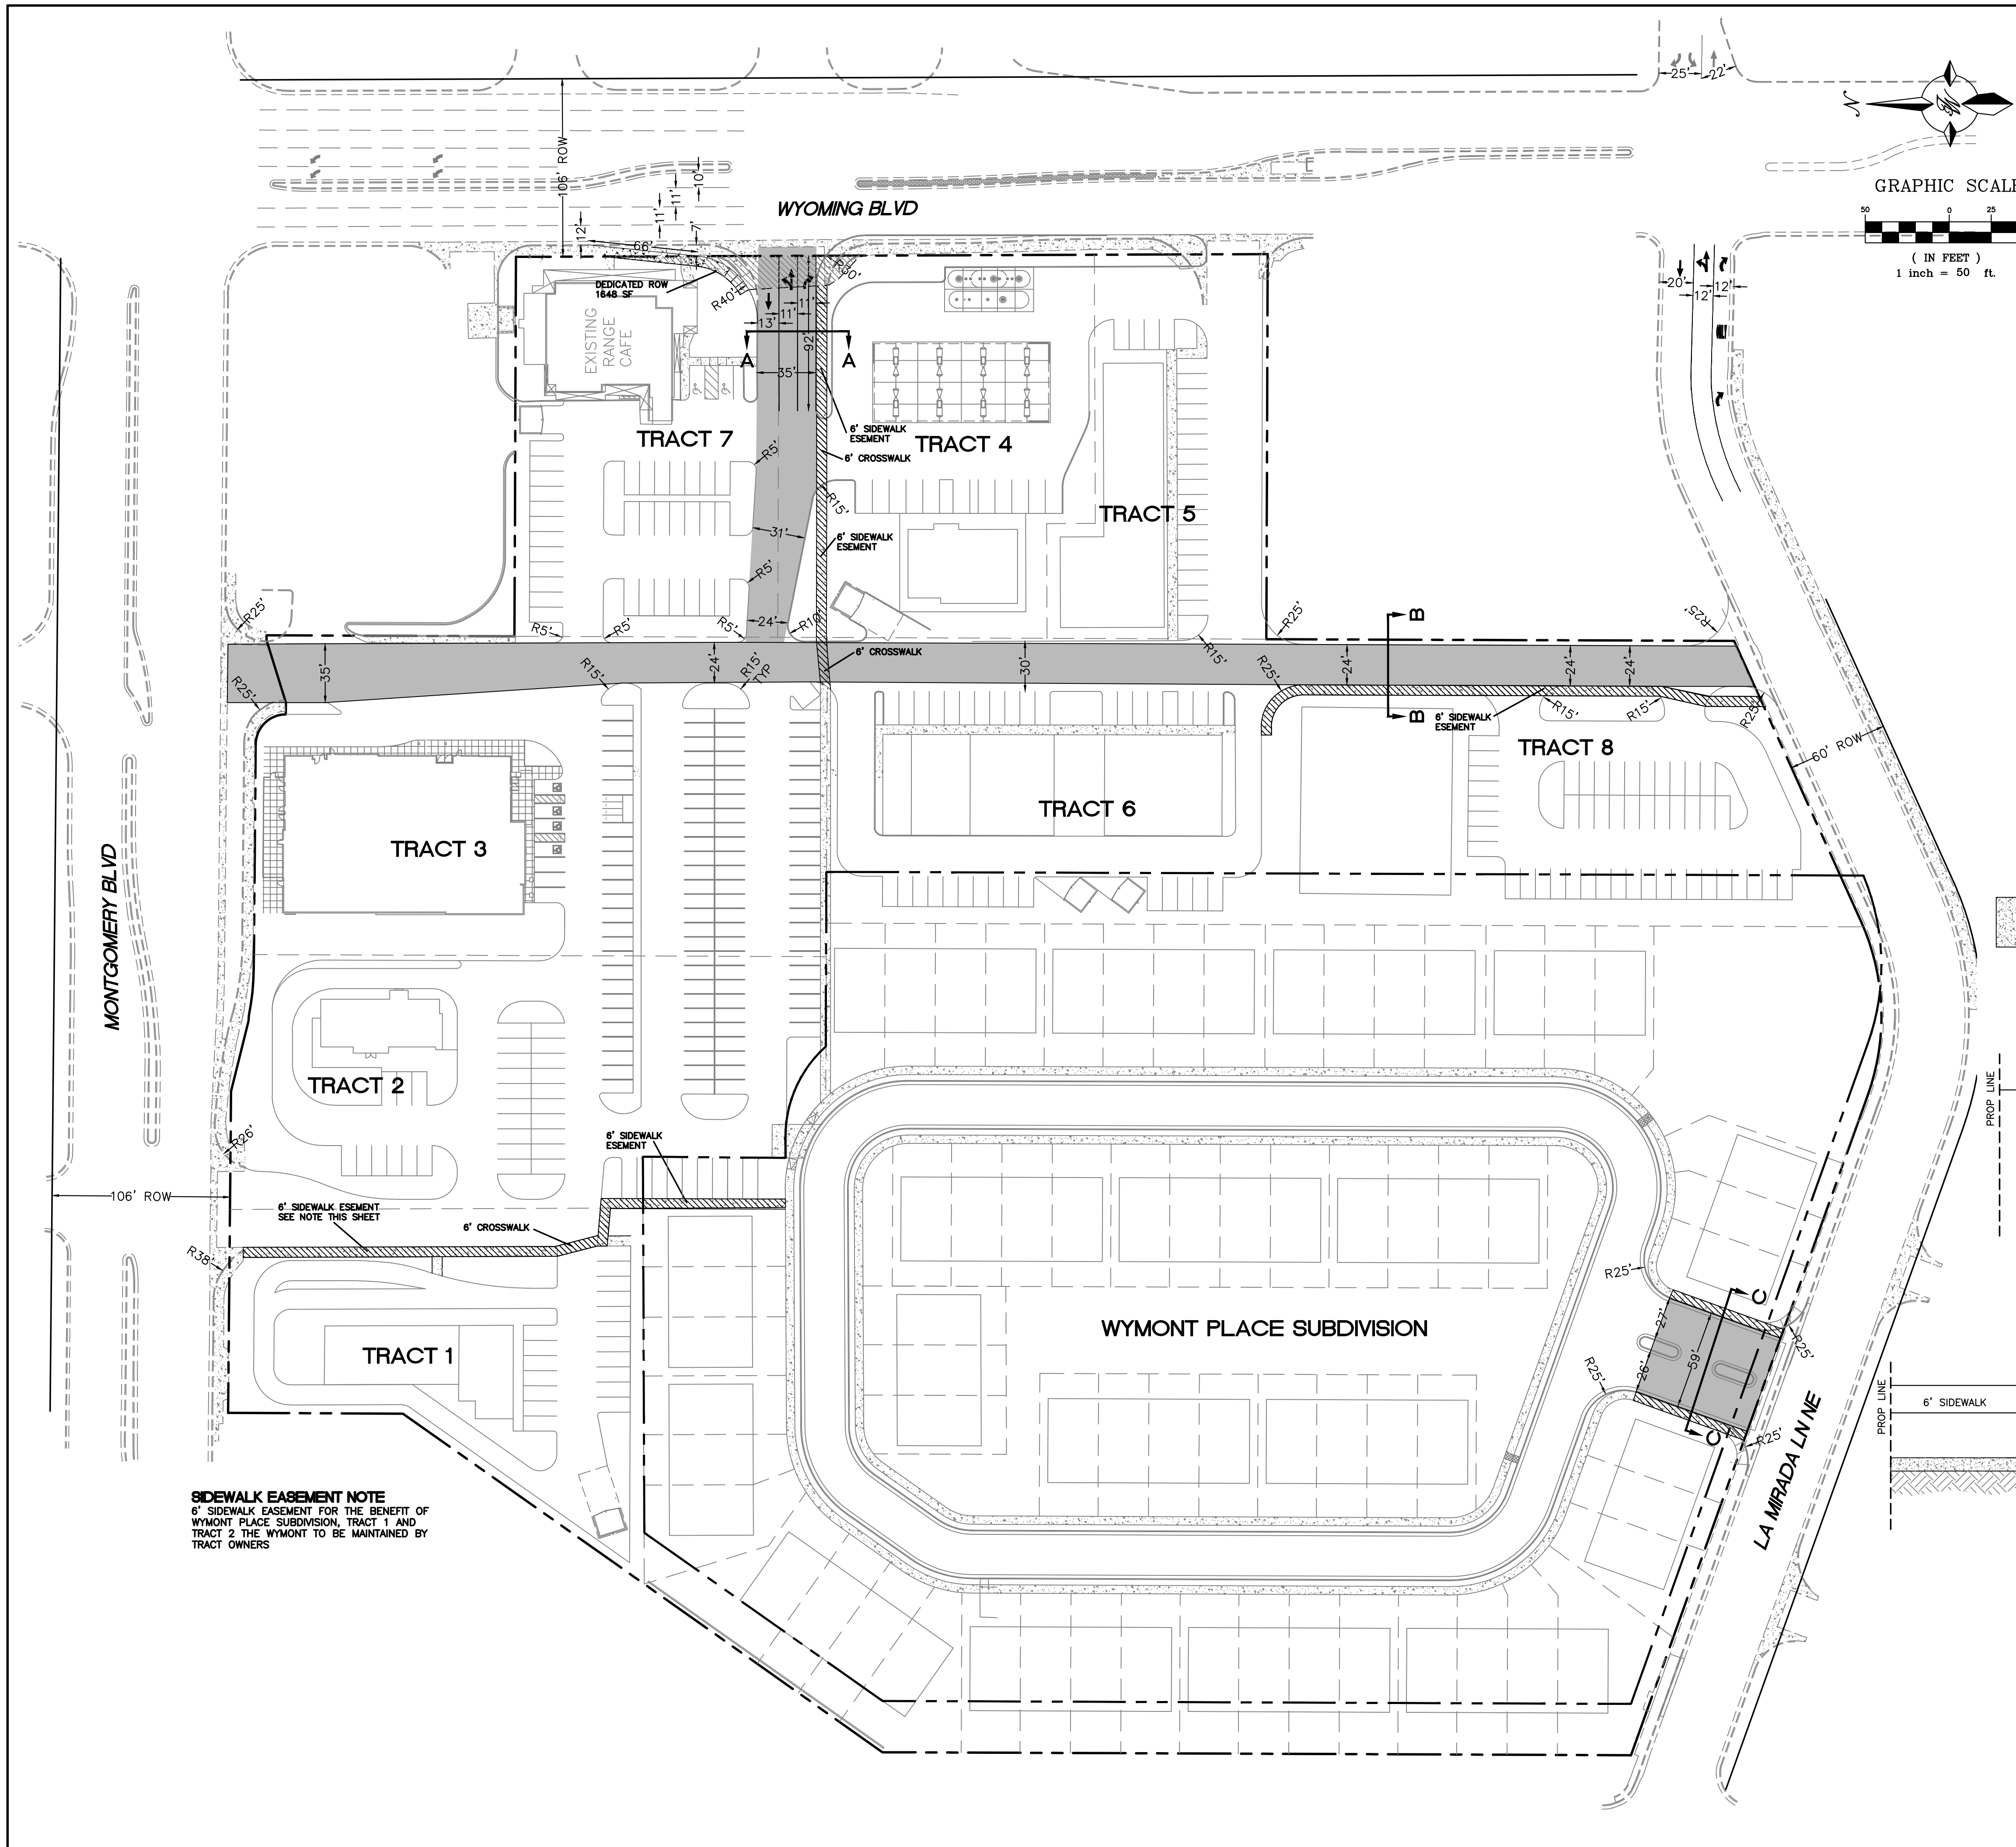 25'
22'
N
GRAPHIC SCALE
50
0
25
( IN FEET )
1 inch = 50 ft.
106' ROW
10'
11'
11'
12'
7'
66'
WYOMING BLVD
DEDICATED ROW
1648 SF
R40'
R30'
11'
11'
13'
92'
35'
A
A
EXISTING
RANGE
CAFE
20'
12'
12'
TRACT 7
6' SIDEWALK
ESEMENT
TRACT 4
6' CROSSWALK
R5'
R15'
TRACT 5
31'
6' SIDEWALK
ESEMENT
R5'
R25'
24'
R10'
R5'
R5'
R5'
R25'
B
R25'
6' CROSSWALK
R15'
35'
R25'
R15'
24'
R15'
TYP
30'
R25'
24'
24'
24'
B
6' SIDEWALK
ESEMENT
R15'
R15'
R25'
60' ROW
TRACT 8
TRACT 6
TRACT 3
MONTGOMERY BLVD
TRACT 2
PROP LINE
R26'
6' SIDEWALK
ESEMENT
106' ROW
6' SIDEWALK ESEMENT
SEE NOTE THIS SHEET
6' CROSSWALK
R38'
R25'
C
27'
WYMONT PLACE SUBDIVISION
R25'
TRACT 1
R25'
26'
59'
PROP LINE
6' SIDEWALK
C
R25'
LA MIRADA LN NE
SIDEWALK EASEMENT NOTE
6' SIDEWALK EASEMENT FOR THE BENEFIT OF
WYMONT PLACE SUBDIVISION, TRACT 1 AND
TRACT 2 THE WYMONT TO BE MAINTAINED BY
TRACT OWNERS